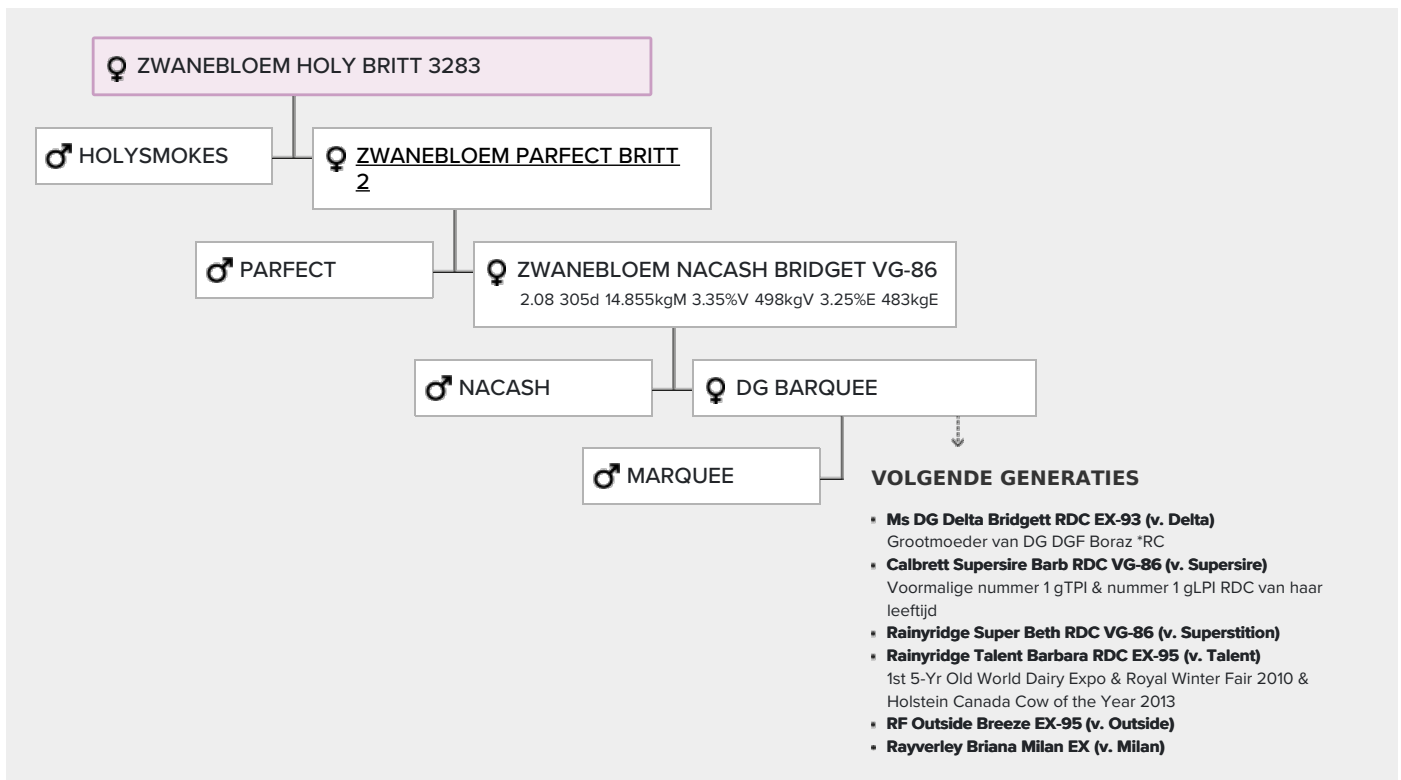 ZWANEBLOEM HOLY BRITT 3283
HOLYSMOKES
ZWANEBLOEM PARFECT BRITT
2
PARFECT
ZWANEBLOEM NACASH BRIDGET VG-86
2.08 305d 14.855kgM 3.35%V 498kgV 3.25%E 483kgE
NACASH
DG BARQUEE
MARQUEE
VOLGENDE GENERATIES
Ms DG Delta Bridgett RDC EX-93 (v. Delta)
Grootmoeder van DG DGF Boraz *RC
Calbrett Supersire Barb RDC VG-86 (v. Supersire)
Voormalige nummer 1 gTPI & nummer 1 gLPI RDC van haar
leeftijd
Rainyridge Super Beth RDC VG-86 (v. Superstition)
Rainyridge Talent Barbara RDC EX-95 (v. Talent)
1st 5-Yr Old World Dairy Expo & Royal Winter Fair 2010 &
Holstein Canada Cow of the Year 2013
RF Outside Breeze EX-95 (v. Outside)
Rayverley Briana Milan EX (v. Milan)